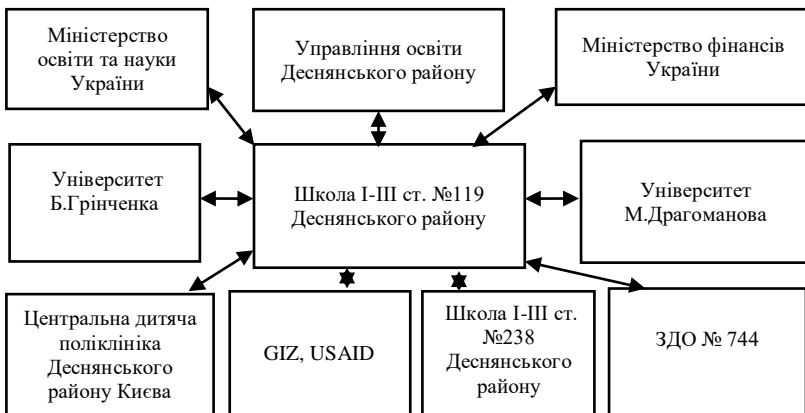 Міністерство
освіти та науки
України
Управління освіти
Деснянського району
Міністерство фінансів
України
Університет
Б.Грінченка
Школа І-ІІІ ст. №119
Деснянського району
Університет
М.Драгоманова
Центральна дитяча
поліклініка
Деснянського
району Києва
GIZ, USAID
Школа І-ІІІ ст.
№238
Деснянського
району
ЗДО № 744